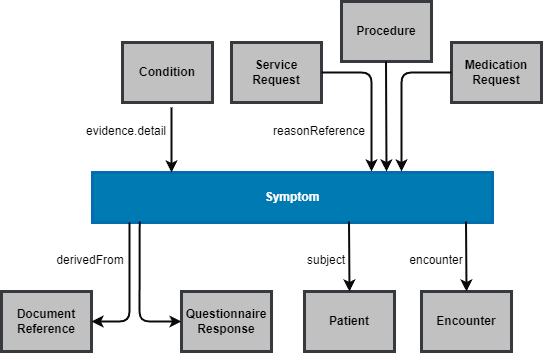 Procedure
Condition
Service
Request
Medication
Request
evidence.detail
reasonReference
Symptom
derivedFrom
subject
encounter
Document
Reference
Questionnaire
Response
Patient
Encounter